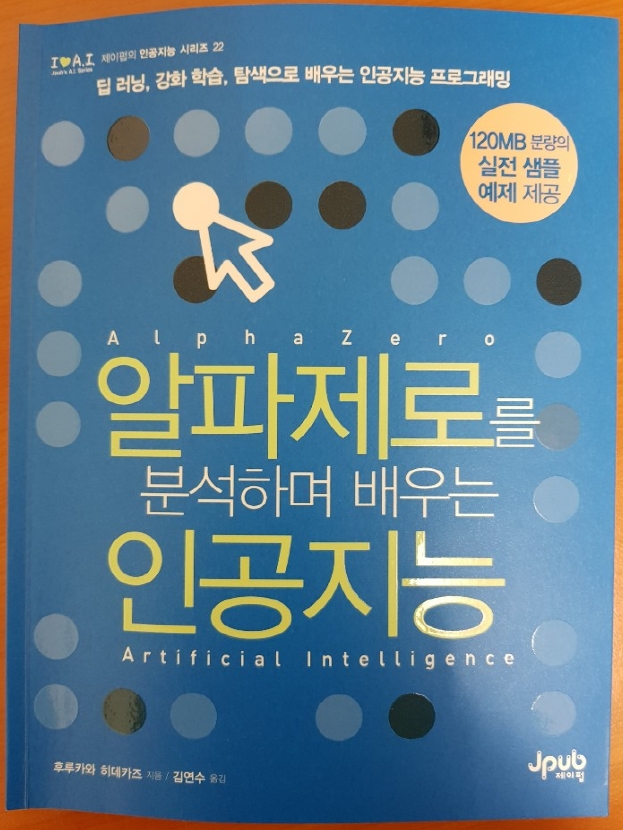 I♥A.I. 제이펍의 인공지능 시리즈 22
Jpub's A.I. Series
딥 러닝, 강화 학습, 탐색으로 배우는 인공지능 프로그래밍
120MB 분량의
실전 샘플
예제 제공
AlphaZero
알파제로를
분석하며 배우는
인공지능
Artificial Intelligence
후루카와 히데카즈 지음 / 김연수 옮김
Jpub
제이펍